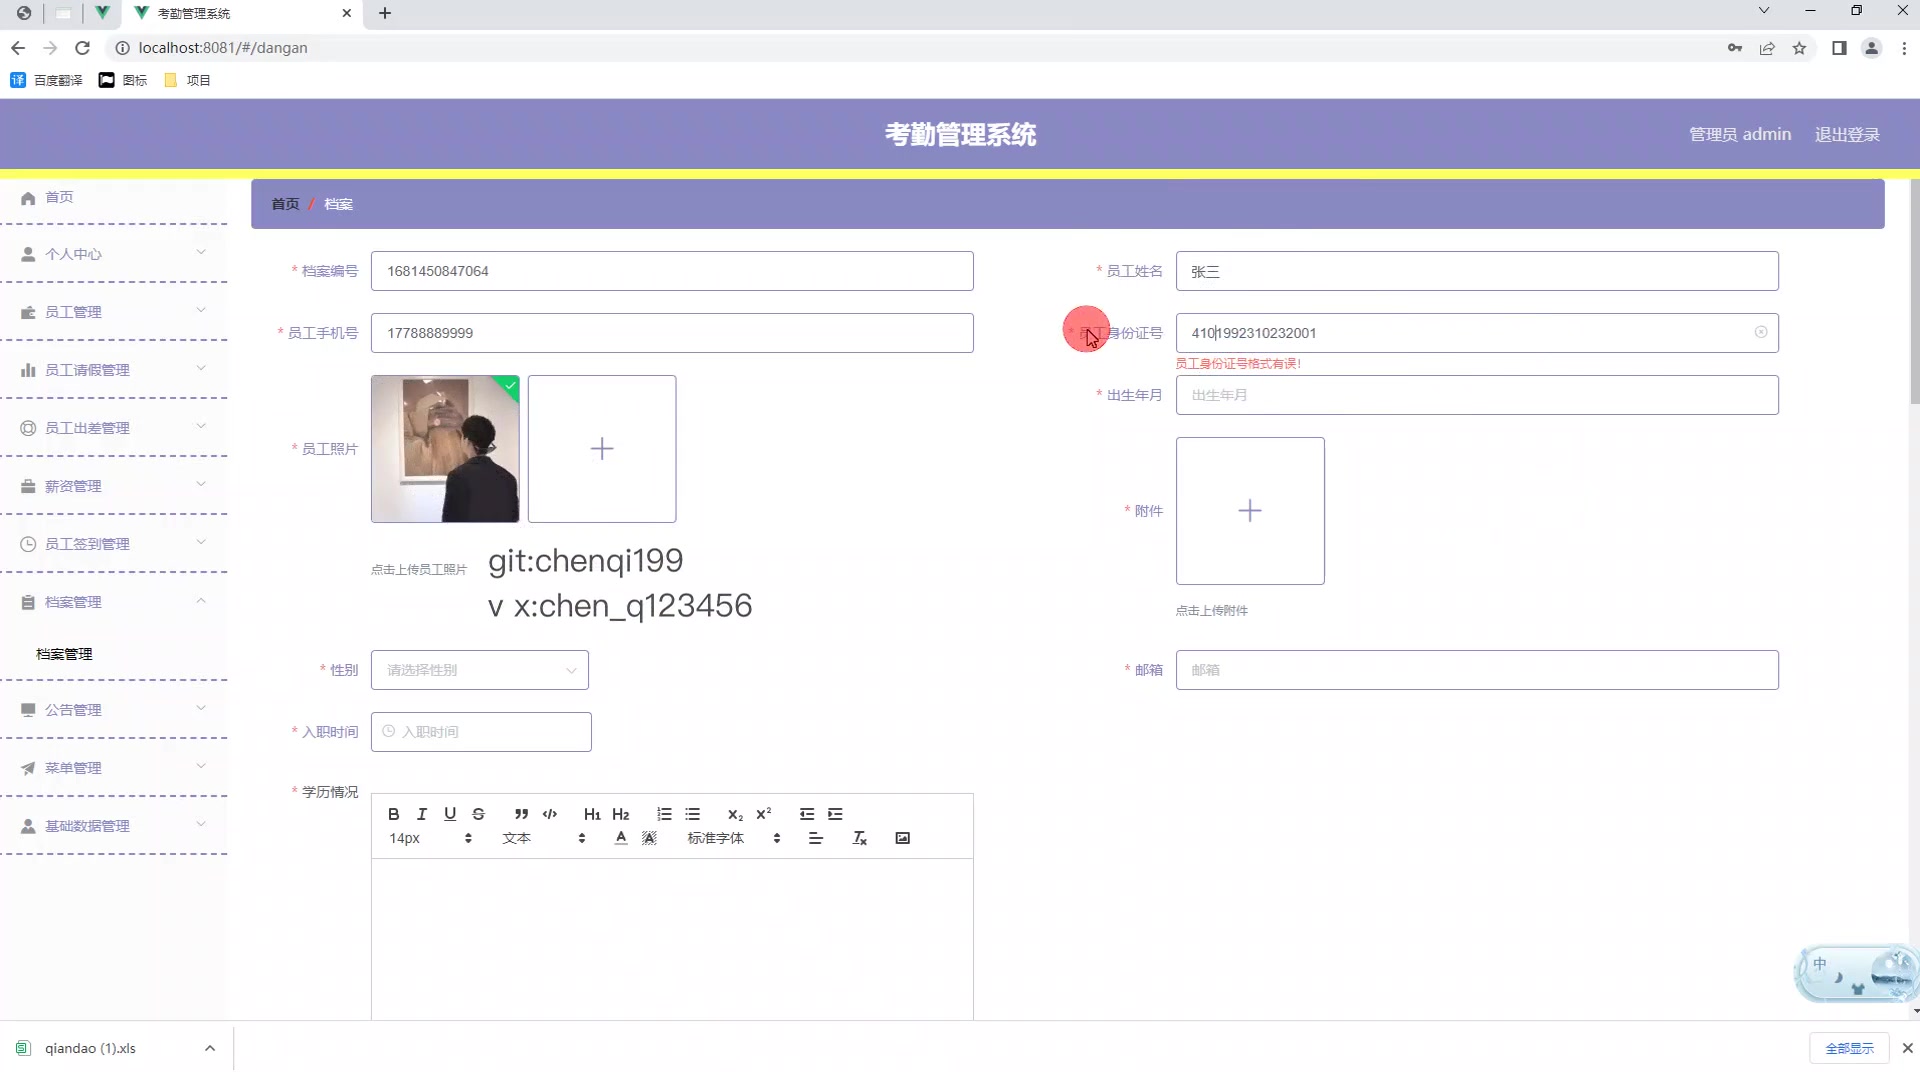 考勤管理系统
localhost:8081/#/dangan
百度翻译 图标 项目
考勤管理系统
管理员 admin 退出登录
首页
个人中心
员工管理
员工请假管理
员工出差管理
薪资管理
员工签到管理
档案管理
档案管理
公告管理
菜单管理
基础数据管理
首页 / 档案
* 档案编号 1681450847064
* 员工姓名 张三
* 员工手机号 17788889999
* 员工身份证号 4101992310232001
员工身份证号格式有误!
* 员工照片
点击上传员工照片
* 出生年月 出生年月
* 附件
点击上传附件
git:chenqi199
v x:chen_q123456
* 性别 请选择性别
* 邮箱 邮箱
* 入职时间 入职时间
* 学历情况
B I U S H1 H2 X2 X2
14px 文本 A A 标准字体 Tx
译
中
qiandao (1).xls
全部显示